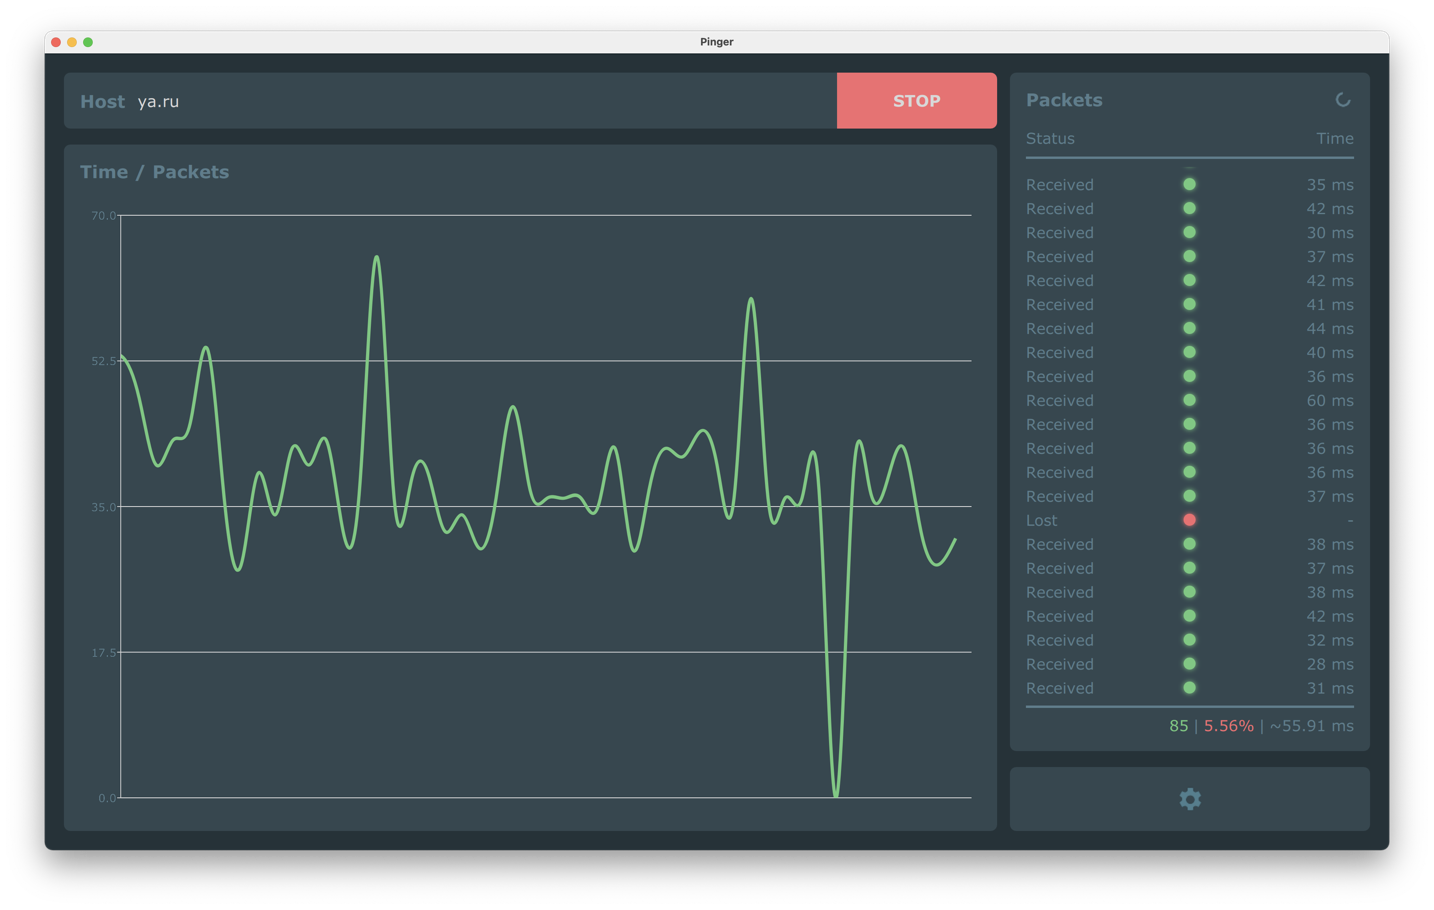 Pinger
Host ya.ru
STOP
Time / Packets
70.0
52.5
35.0
17.5
0.0
Packets
Status Time
Received 35 ms
Received 42 ms
Received 30 ms
Received 37 ms
Received 42 ms
Received 41 ms
Received 44 ms
Received 40 ms
Received 36 ms
Received 60 ms
Received 36 ms
Received 36 ms
Received 36 ms
Received 37 ms
Lost -
Received 38 ms
Received 37 ms
Received 38 ms
Received 42 ms
Received 32 ms
Received 28 ms
Received 31 ms
85 | 5.56% | ~55.91 ms